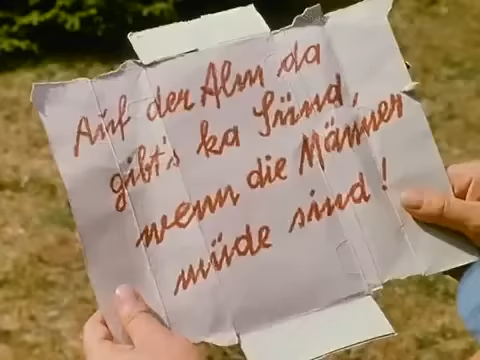 Auf der Alm da
gibt's ka Sünd,
wenn die Männer
müde sind!